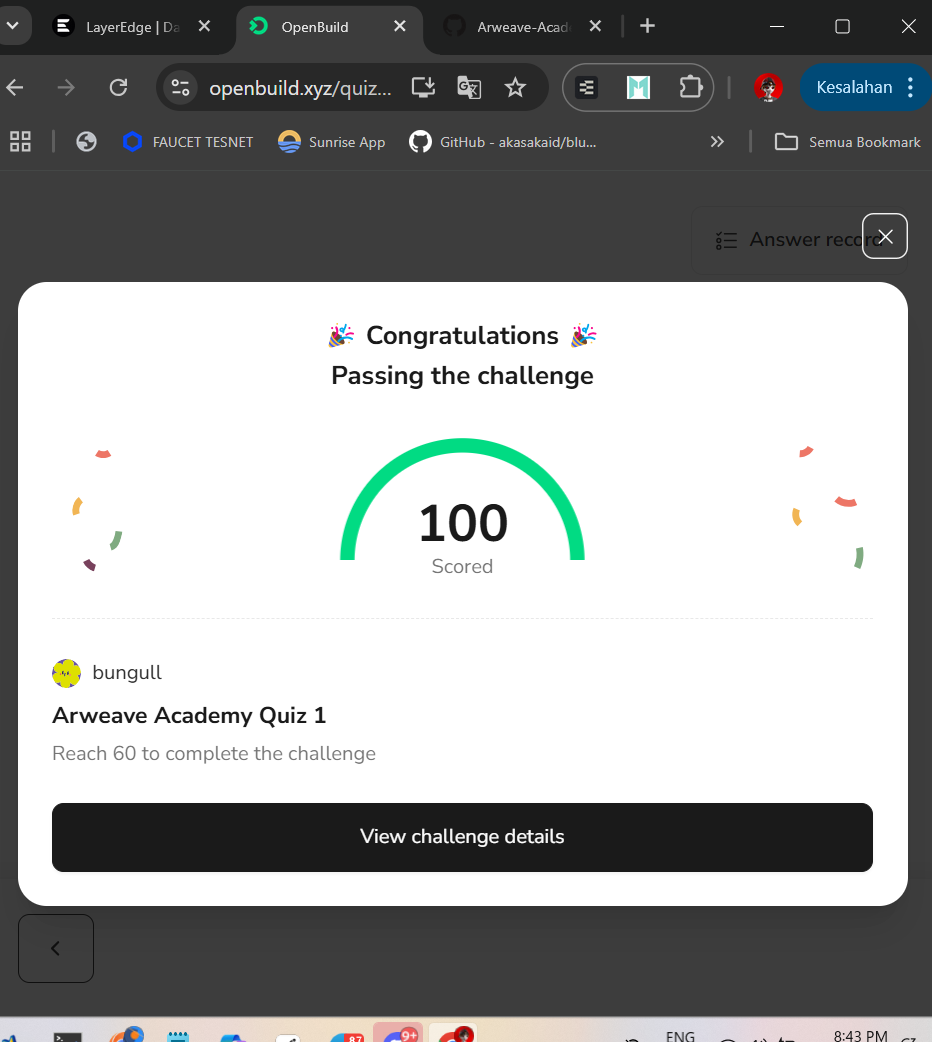 LayerEdge | Da
OpenBuild
Arweave-Acad
openbuild.xyz/quiz...
Kesalahan
FAUCET TESNET
Sunrise App
GitHub - akasakaid/blu...
Semua Bookmark
Answer record
Congratulations
Passing the challenge
100
Scored
bungull
Arweave Academy Quiz 1
Reach 60 to complete the challenge
View challenge details
87
9+
ENG
8:43 PM